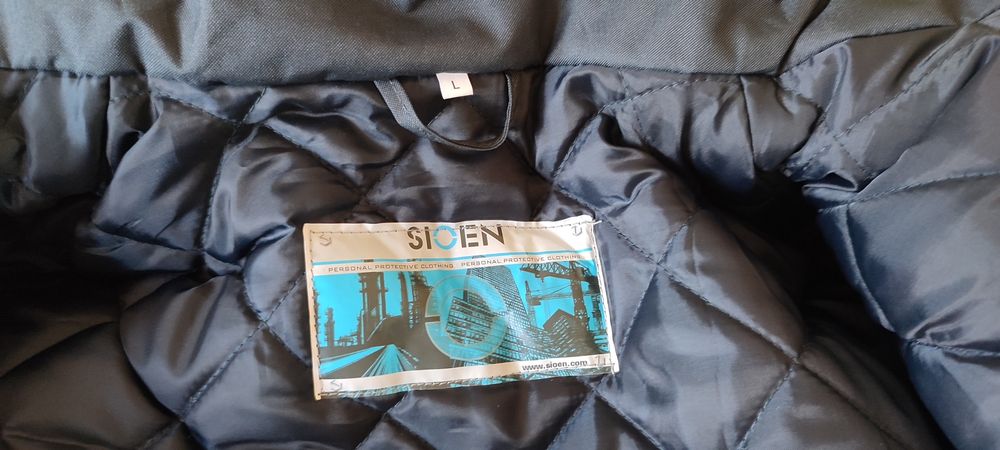 L
SIOEN
PERSONAL PROTECTIVE CLOTHING PERSONAL PROTECTIVE CLOTHING
www.sioen.com